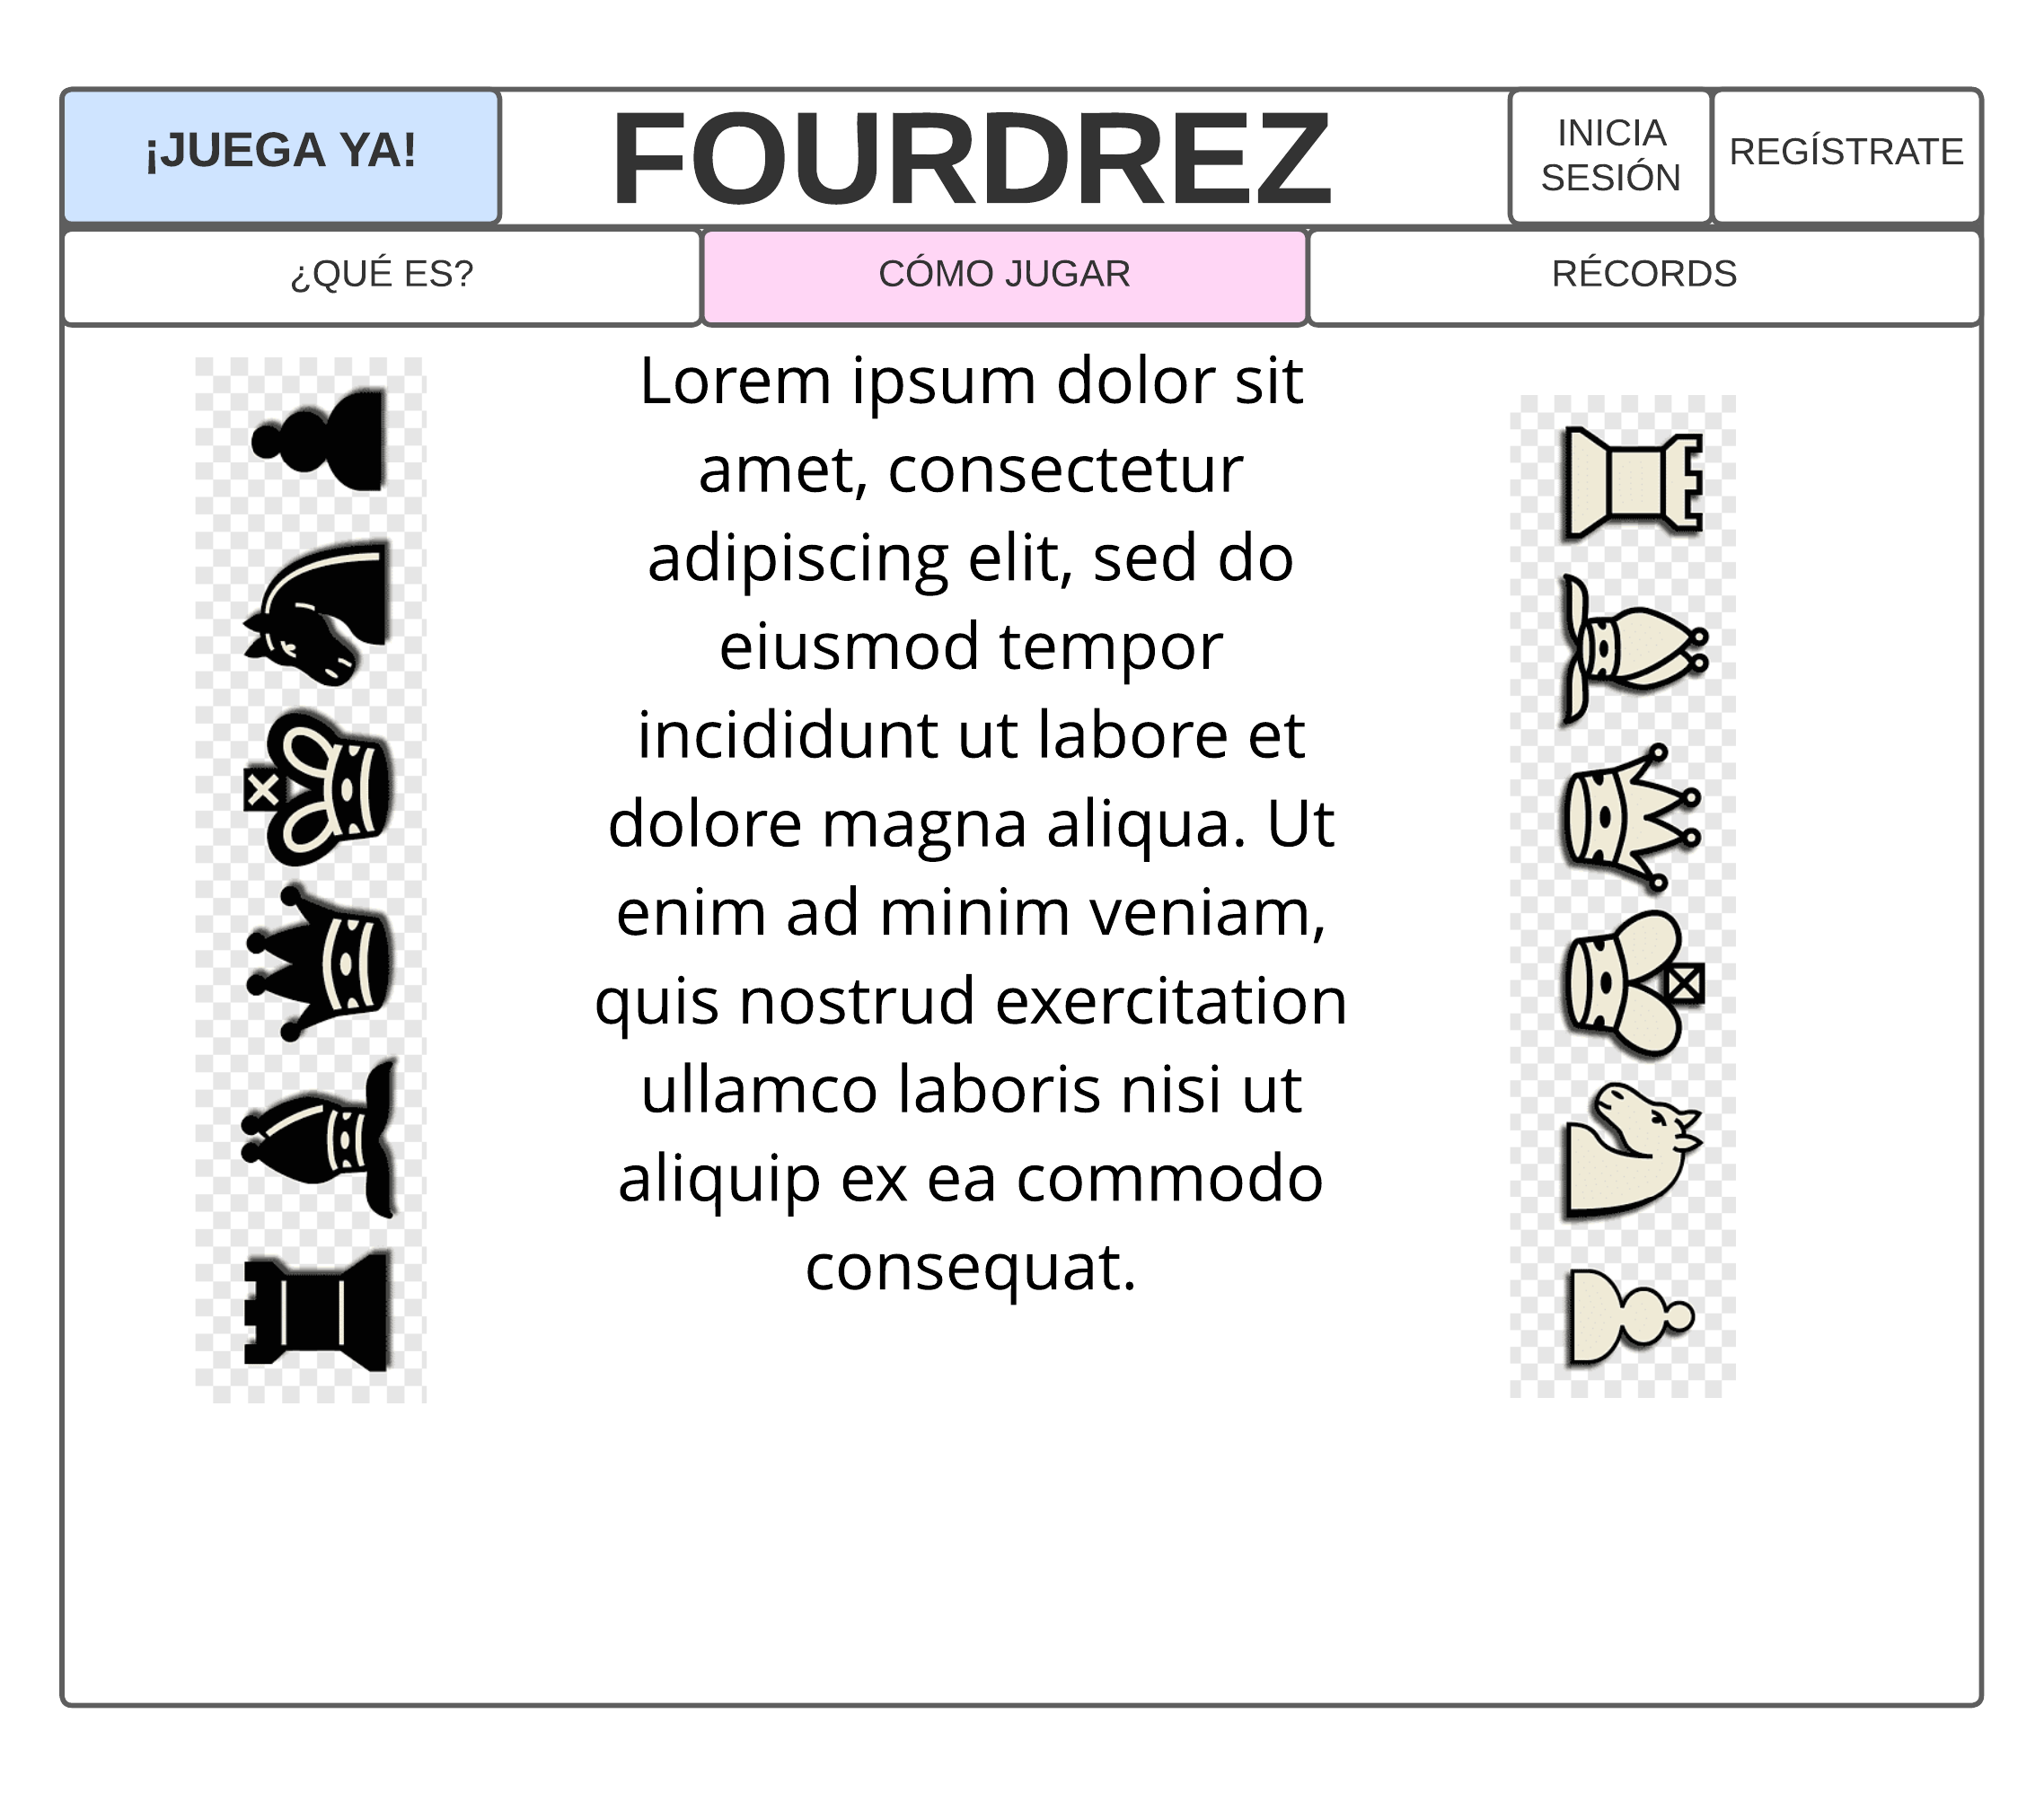 ¡JUEGA YA!
FOURDREZ
INICIA
SESIÓN
REGÍSTRATE
¿QUÉ ES?
CÓMO JUGAR
RÉCORDS
Lorem ipsum dolor sit
amet, consectetur
adipiscing elit, sed do
eiusmod tempor
incididunt ut labore et
dolore magna aliqua. Ut
enim ad minim veniam,
quis nostrud exercitation
ullamco laboris nisi ut
aliquip ex ea commodo
consequat.